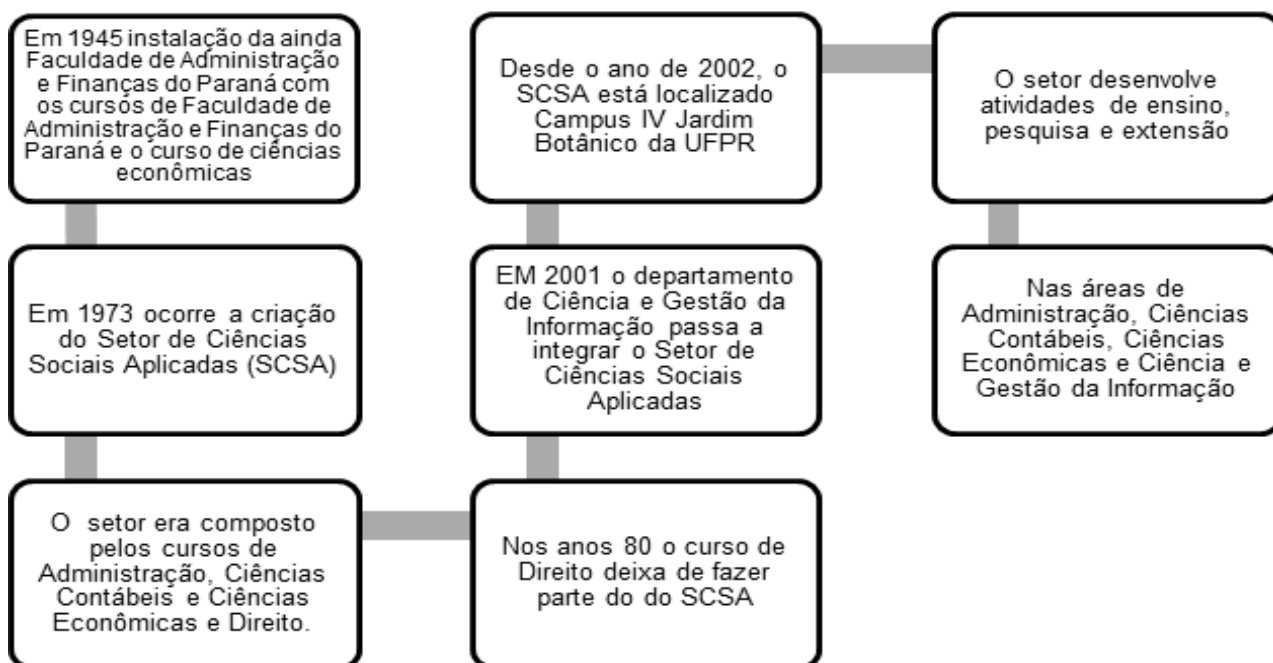 Em 1945 instalação da ainda
Faculdade de Administração
e Finanças do Paraná com
os cursos de Faculdade de
Administração e Finanças do
Paraná e o curso de ciências
econômicas
Em 1973 ocorre a criação
do Setor de Ciências
Sociais Aplicadas (SCSA)
O setor era composto
pelos cursos de
Administração, Ciências
Contábeis e Ciências
Econômicas e Direito.
Nos anos 80 o curso de
Direito deixa de fazer
parte do do SCSA
EM 2001 o departamento
de Ciência e Gestão da
Informação passa a
integrar o Setor de
Ciências Sociais
Aplicadas
Desde o ano de 2002, o
SCSA está localizado
Campus IV Jardim
Botânico da UFPR
O setor desenvolve
atividades de ensino,
pesquisa e extensão
Nas áreas de
Administração, Ciências
Contábeis, Ciências
Econômicas e Ciência e
Gestão da Informação